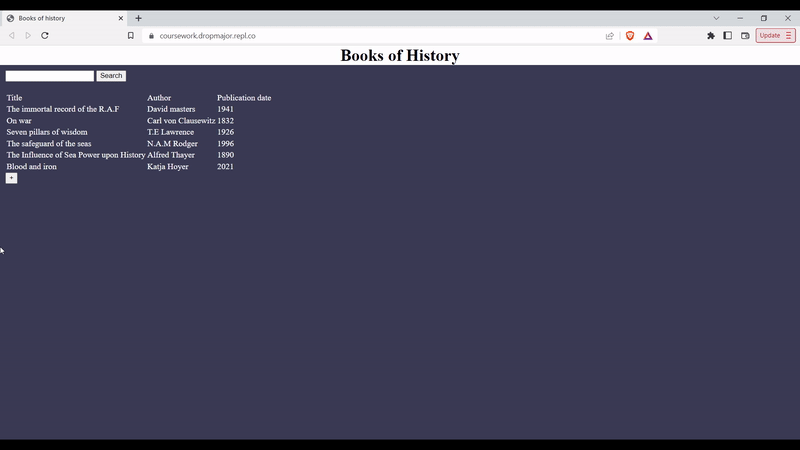 Books of history
coursework.dropmajor.repl.co
Update
Books of History
Search
Title Author Publication date
The immortal record of the R.A.F David masters 1941
On war Carl von Clausewitz 1832
Seven pillars of wisdom T.E Lawrence 1926
The safeguard of the seas N.A.M Rodger 1996
The Influence of Sea Power upon History Alfred Thayer 1890
Blood and iron Katja Hoyer 2021
+